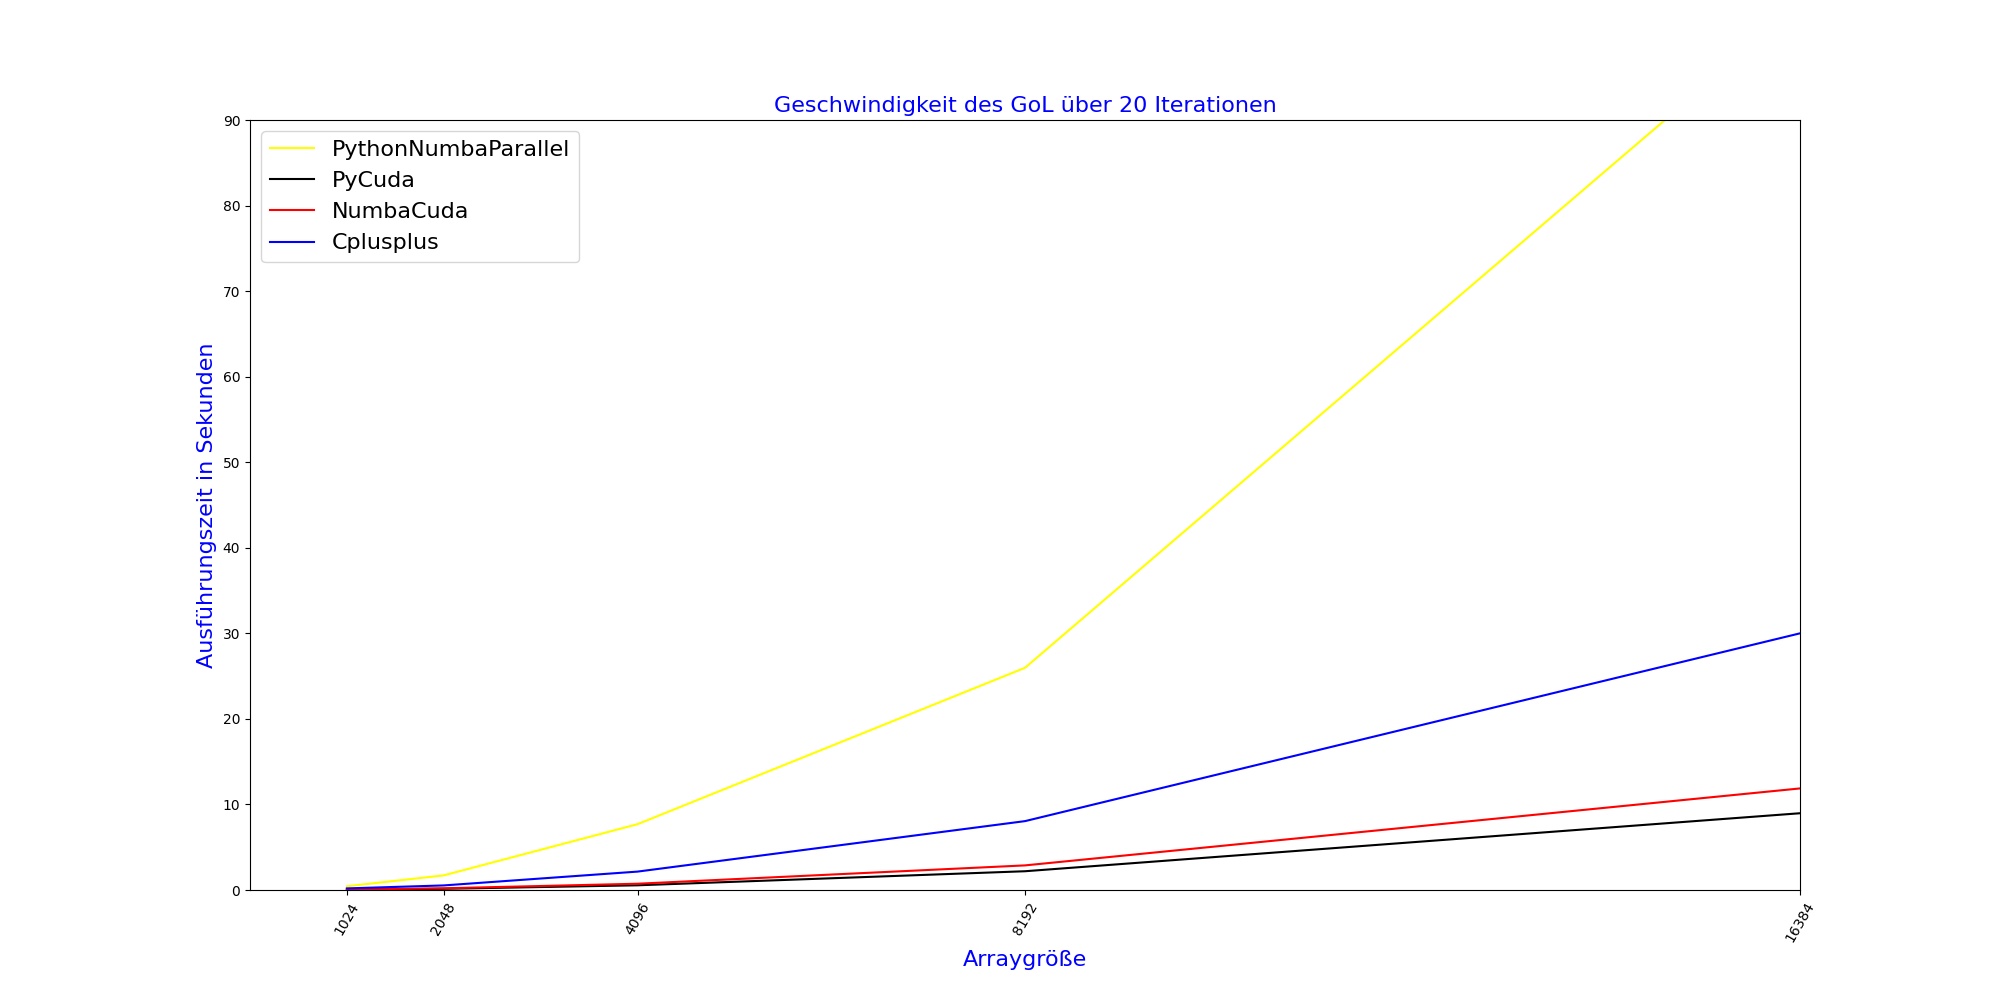 Geschwindigkeit des GoL über 20 Iterationen
PythonNumbaParallel
PyCuda
NumbaCuda
Cplusplus
Ausführungszeit in Sekunden
90
80
70
60
50
40
30
20
10
0
1024
2048
4096
8192
16384
Arraygröße